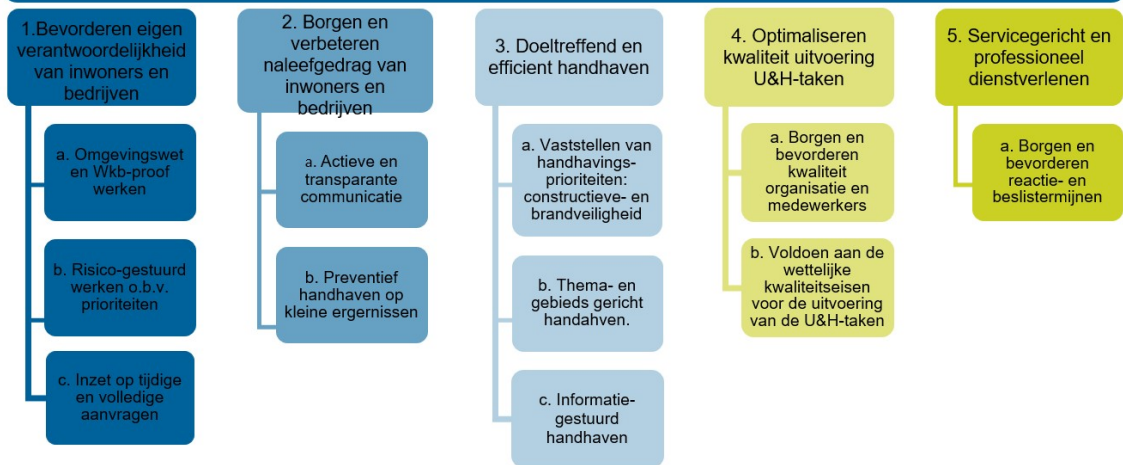 1.Bevorderen eigen
verantwoordelijkheid
van inwoners en
bedrijven
a. Omgevingswet
en Wkb-proof
werken
b. Risico-gestuurd
werken o.b.v.
prioriteiten
c. Inzet op tijdige
en volledige
aanvragen
2. Borgen en
verbeteren
naleefgedrag van
inwoners en
bedrijven
a. Actieve en
transparante
communicatie
b. Preventief
handhaven op
kleine ergernissen
3. Doeltreffend en
efficient handhaven
a. Vaststellen van
handhavings-
prioriteiten:
constructieve- en
brandveiligheid
b. Thema- en
gebieds gericht
handahven.
c. Informatie-
gestuurd
handhaven
4. Optimaliseren
kwaliteit uitvoering
U&H-taken
a. Borgen en
bevorderen
kwaliteit
organisatie en
medewerkers
b. Voldoen aan de
wettelijke
kwaliteitseisen
voor de uitvoering
van de U&H-taken
5. Servicegericht en
professioneel
dienstverlenen
a. Borgen en
bevorderen
reactie- en
beslistermijnen